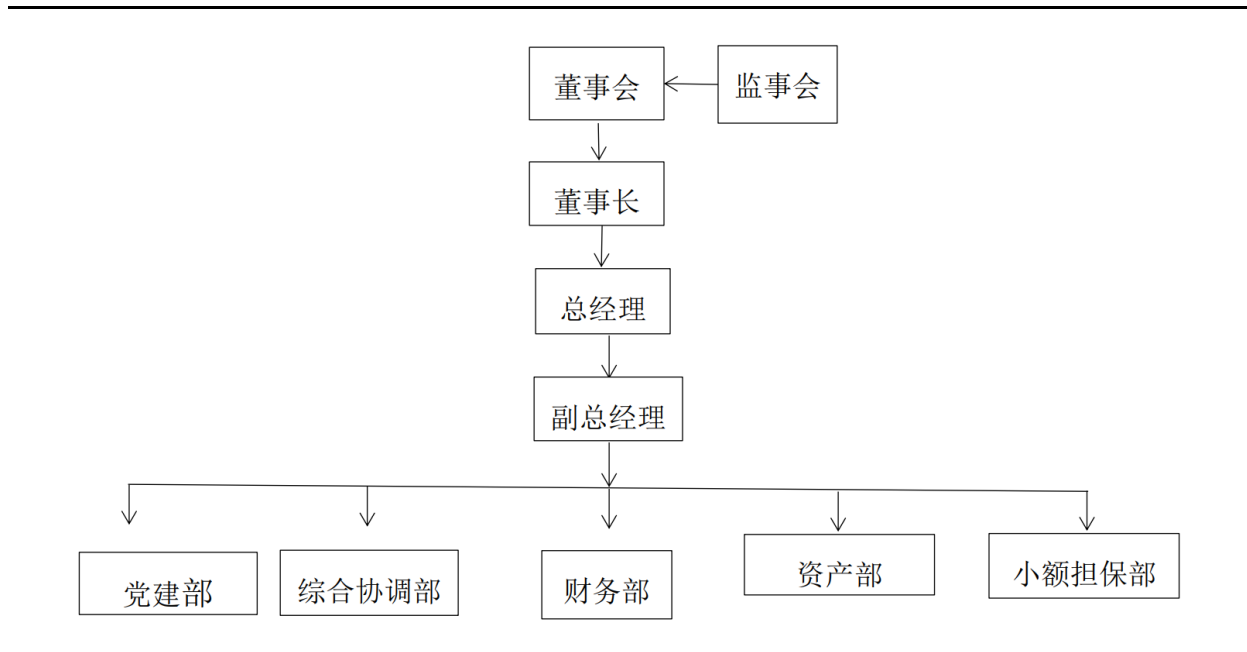 董事会
监事会
董事长
总经理
副总经理
党建部
综合协调部
财务部
资产部
小额担保部